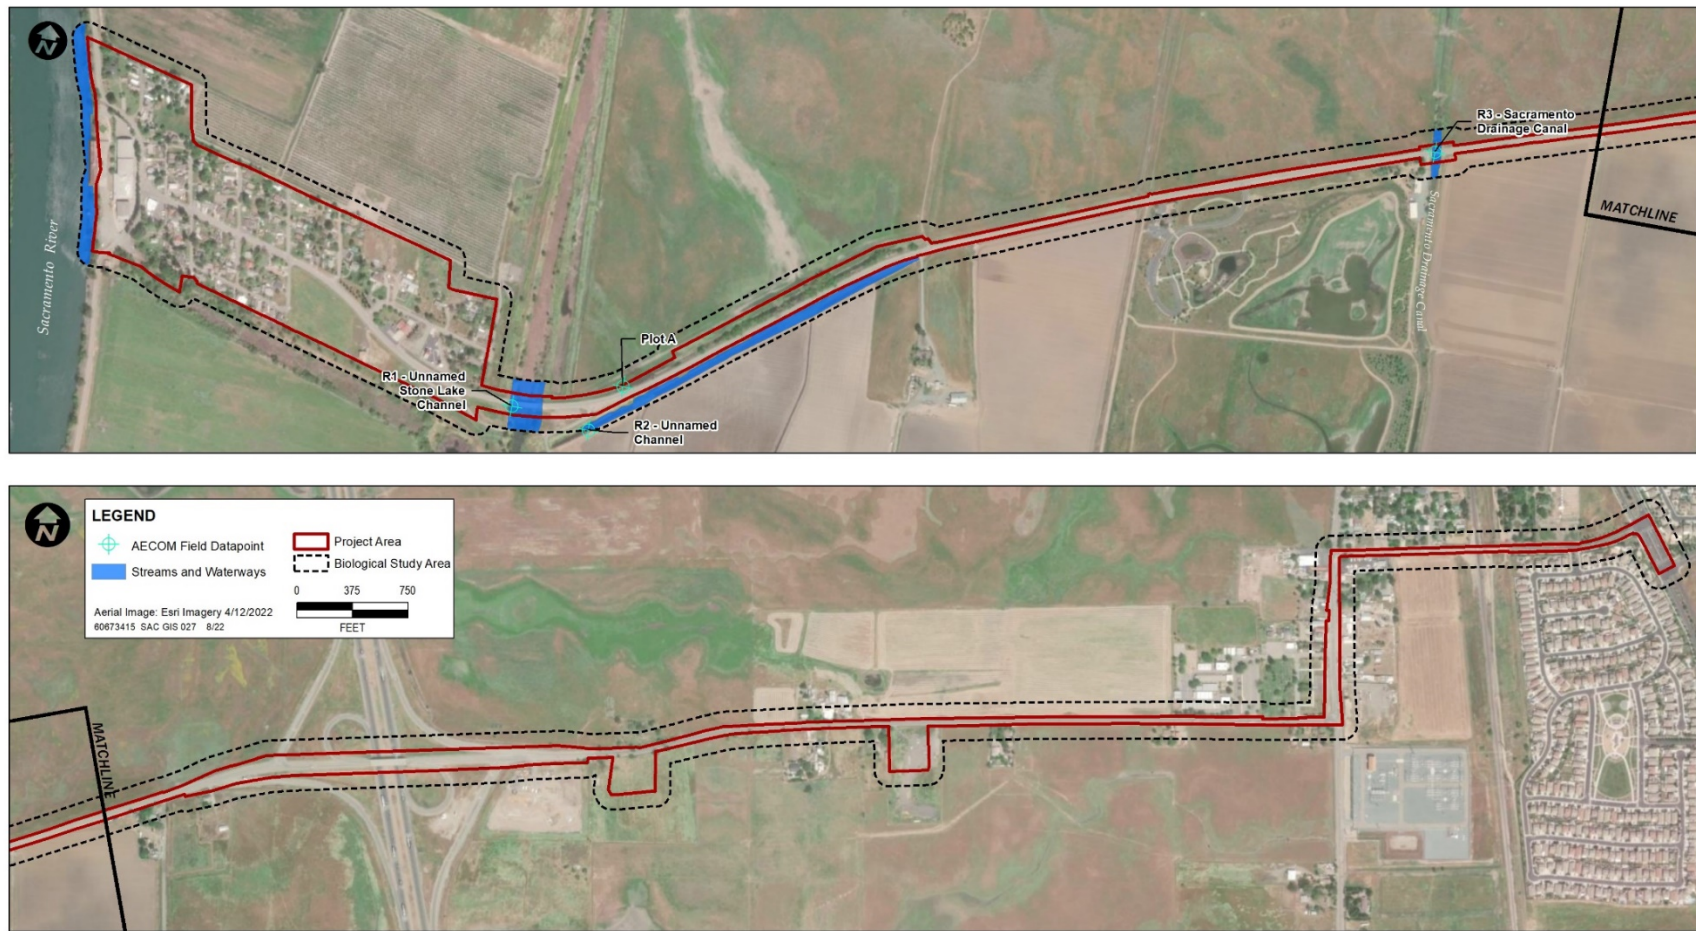 N
Sacramento River
R1 - Unnamed
Stone Lake
Channel
Plot A
R2 - Unnamed
Channel
R3 - Sacramento
Drainage Canal
Sacramento Drainage Canal
MATCHLINE
N
LEGEND
AECOM Field Datapoint
Streams and Waterways
Project Area
Biological Study Area
0 375 750
FEET
Aerial Image: Esri Imagery 4/12/2022
60673415 SAC GIS 027 8/22
MATCHLINE